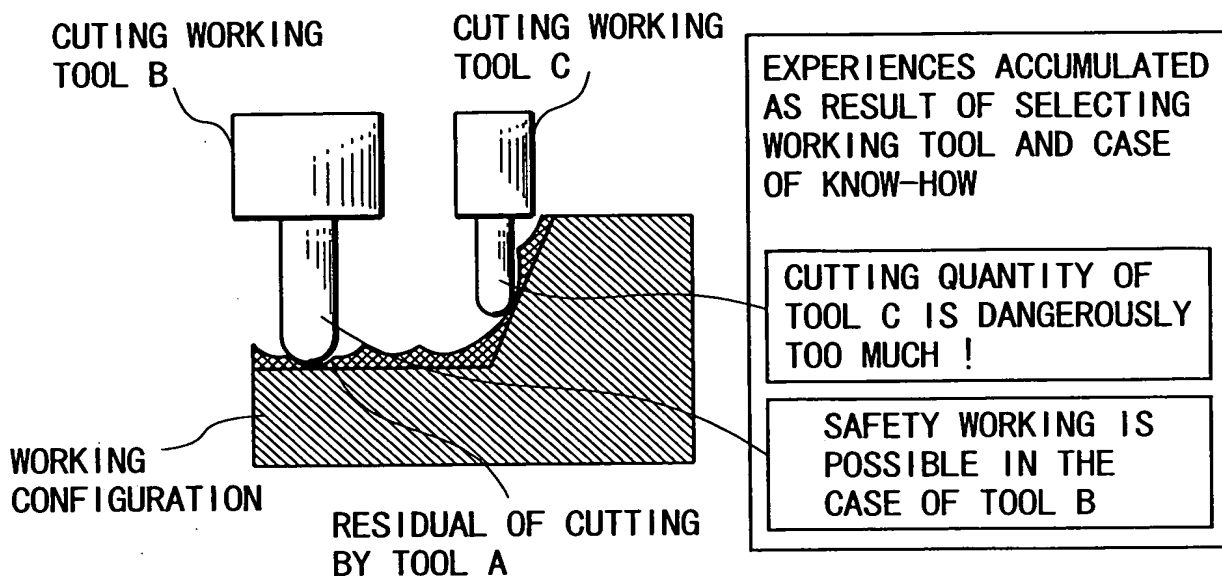 CUTING WORKING
TOOL B
CUTING WORKING
TOOL C
EXPERIENCES ACCUMULATED
AS RESULT OF SELECTING
WORKING TOOL AND CASE
OF KNOW-HOW
CUTTING QUANTITY OF
TOOL C IS DANGEROUSLY
TOO MUCH !
SAFETY WORKING IS
POSSIBLE IN THE
CASE OF TOOL B
WORKING
CONFIGURATION
RESIDUAL OF CUTTING
BY TOOL A